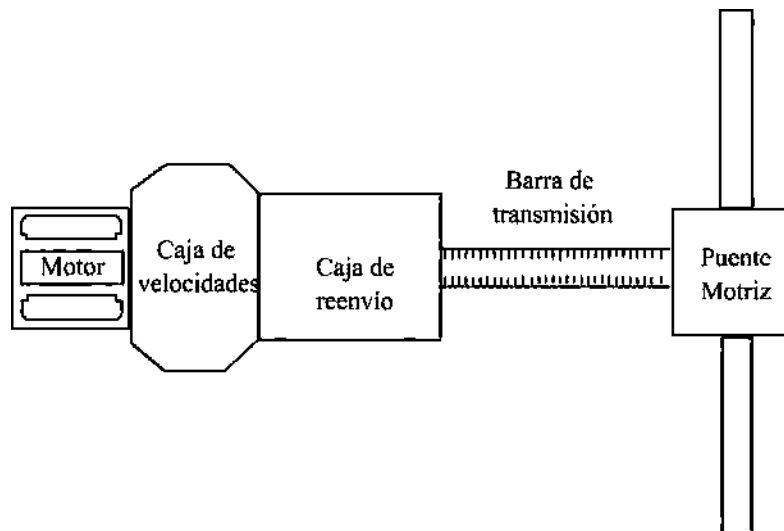 Motor
Caja de
velocidades
Caja de
reenvío
Barra de
transmisión
Puente
Motriz